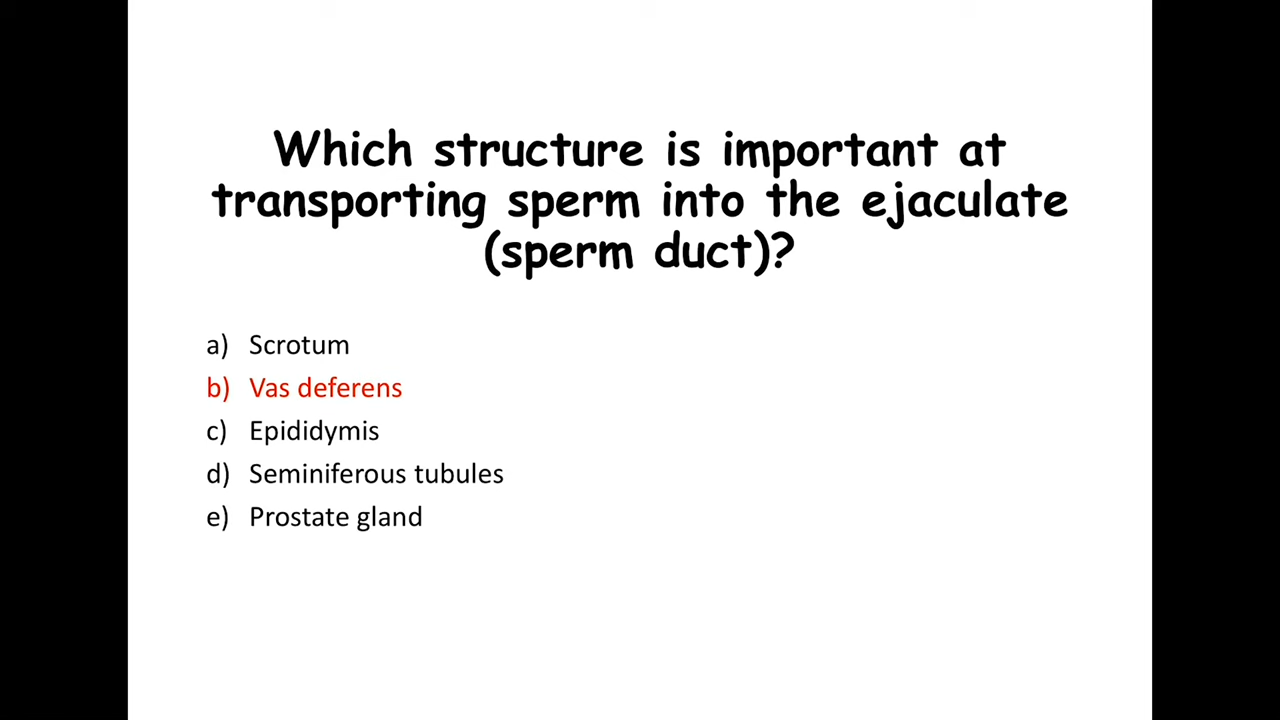 Which structure is important at
transporting sperm into the ejaculate
(sperm duct)?
a) Scrotum
b) Vas deferens
c) Epididymis
d) Seminiferous tubules
e) Prostate gland